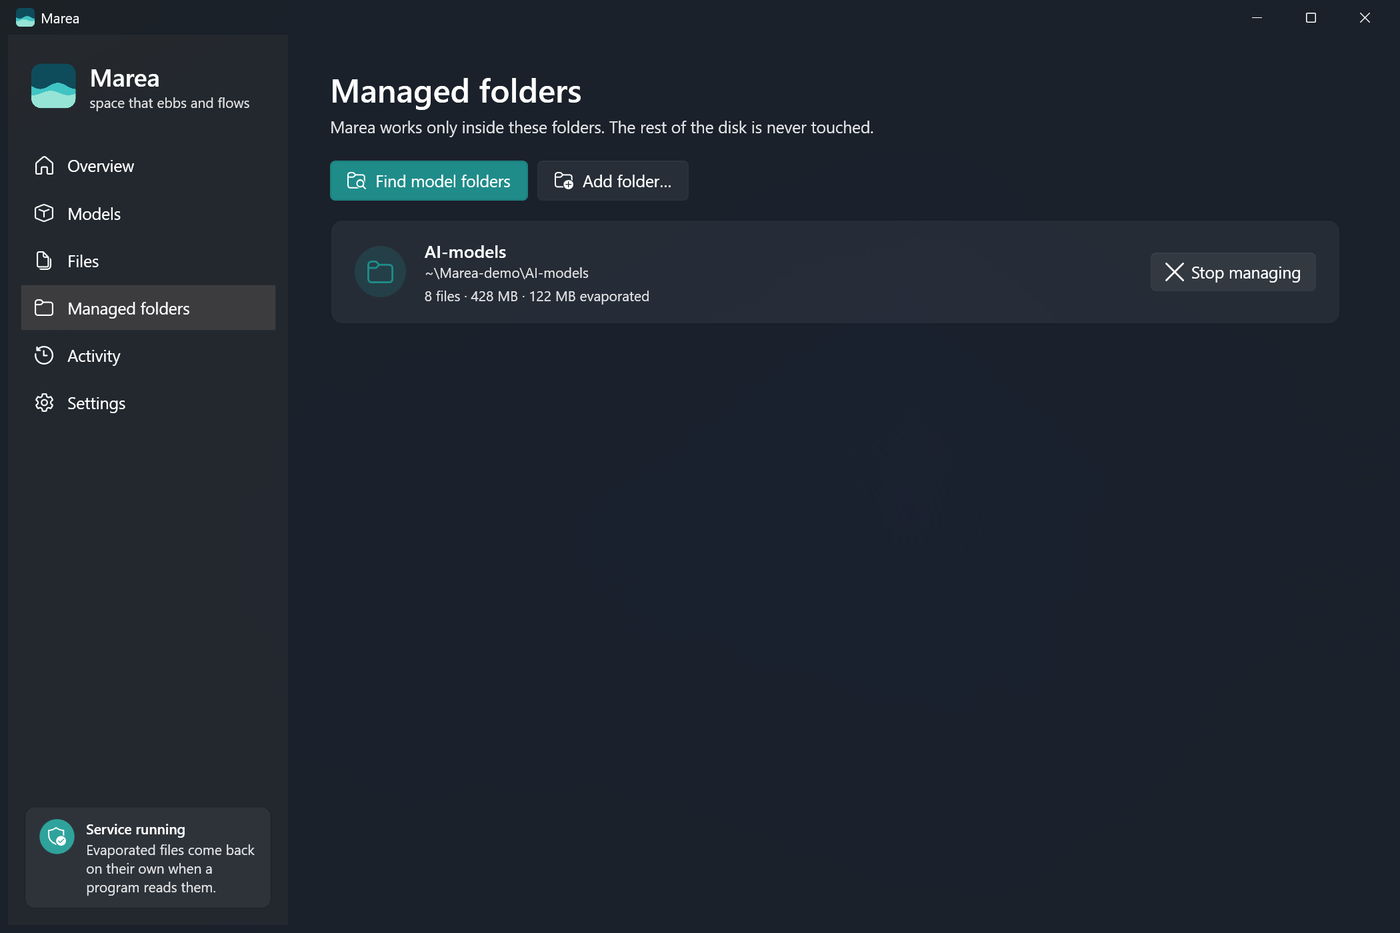 Marea
Marea
space that ebbs and flows
Overview
Models
Files
Managed folders
Activity
Settings
Service running
Evaporated files come back
on their own when a
program reads them.
Managed folders
Marea works only inside these folders. The rest of the disk is never touched.
Find model folders
Add folder...
AI-models
~\Marea-demo\AI-models
8 files · 428 MB · 122 MB evaporated
Stop managing